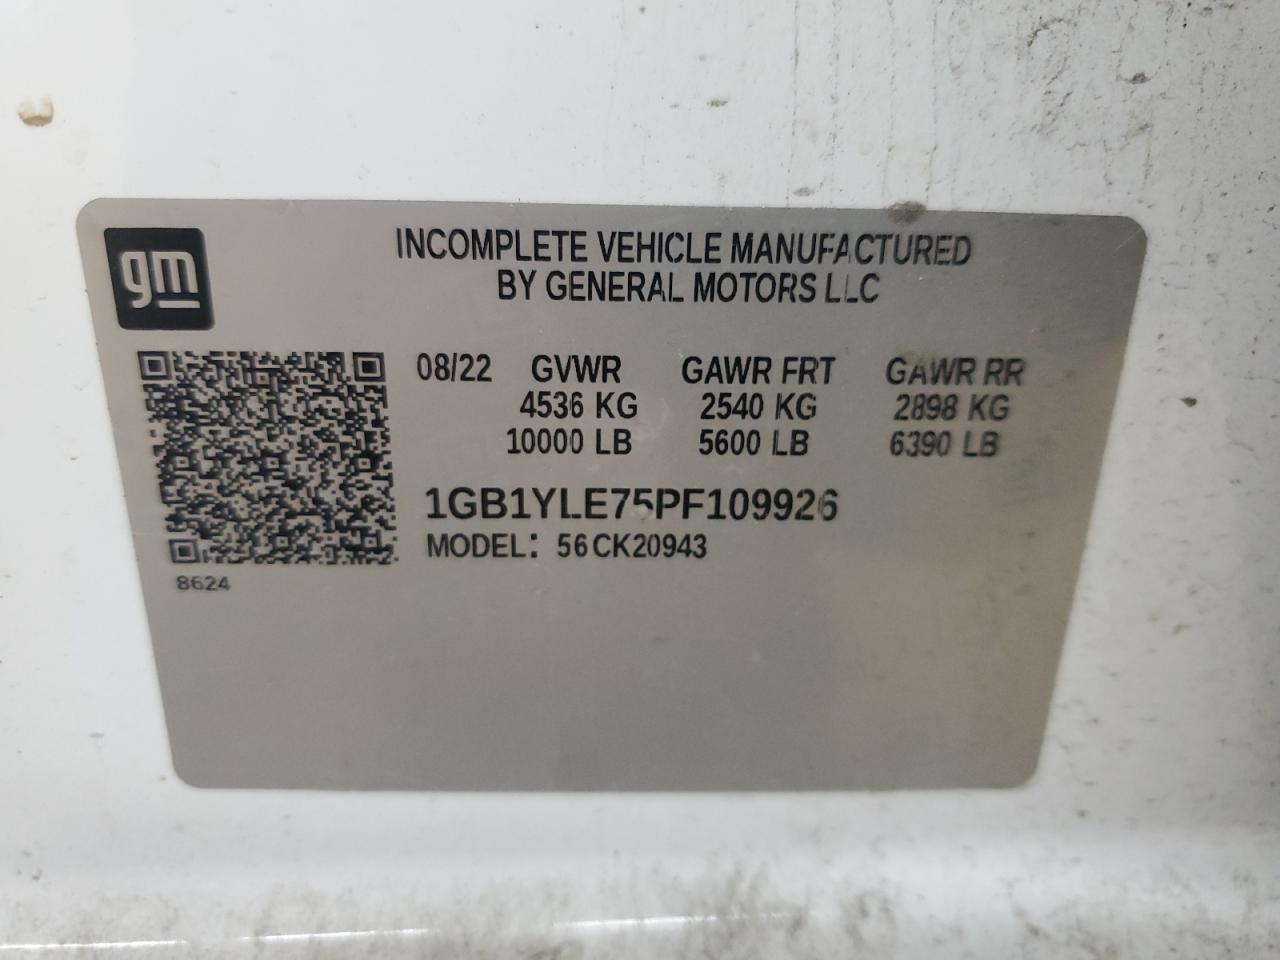 gm
INCOMPLETE VEHICLE MANUFACTURED
BY GENERAL MOTORS LLC
08/22 GVWR GAWR FRT GAWR RR
4536 KG 2540 KG 2898 KG
10000 LB 5600 LB 6390 LB
1GB1YLE75PF109926
MODEL: 56CK20943
8624